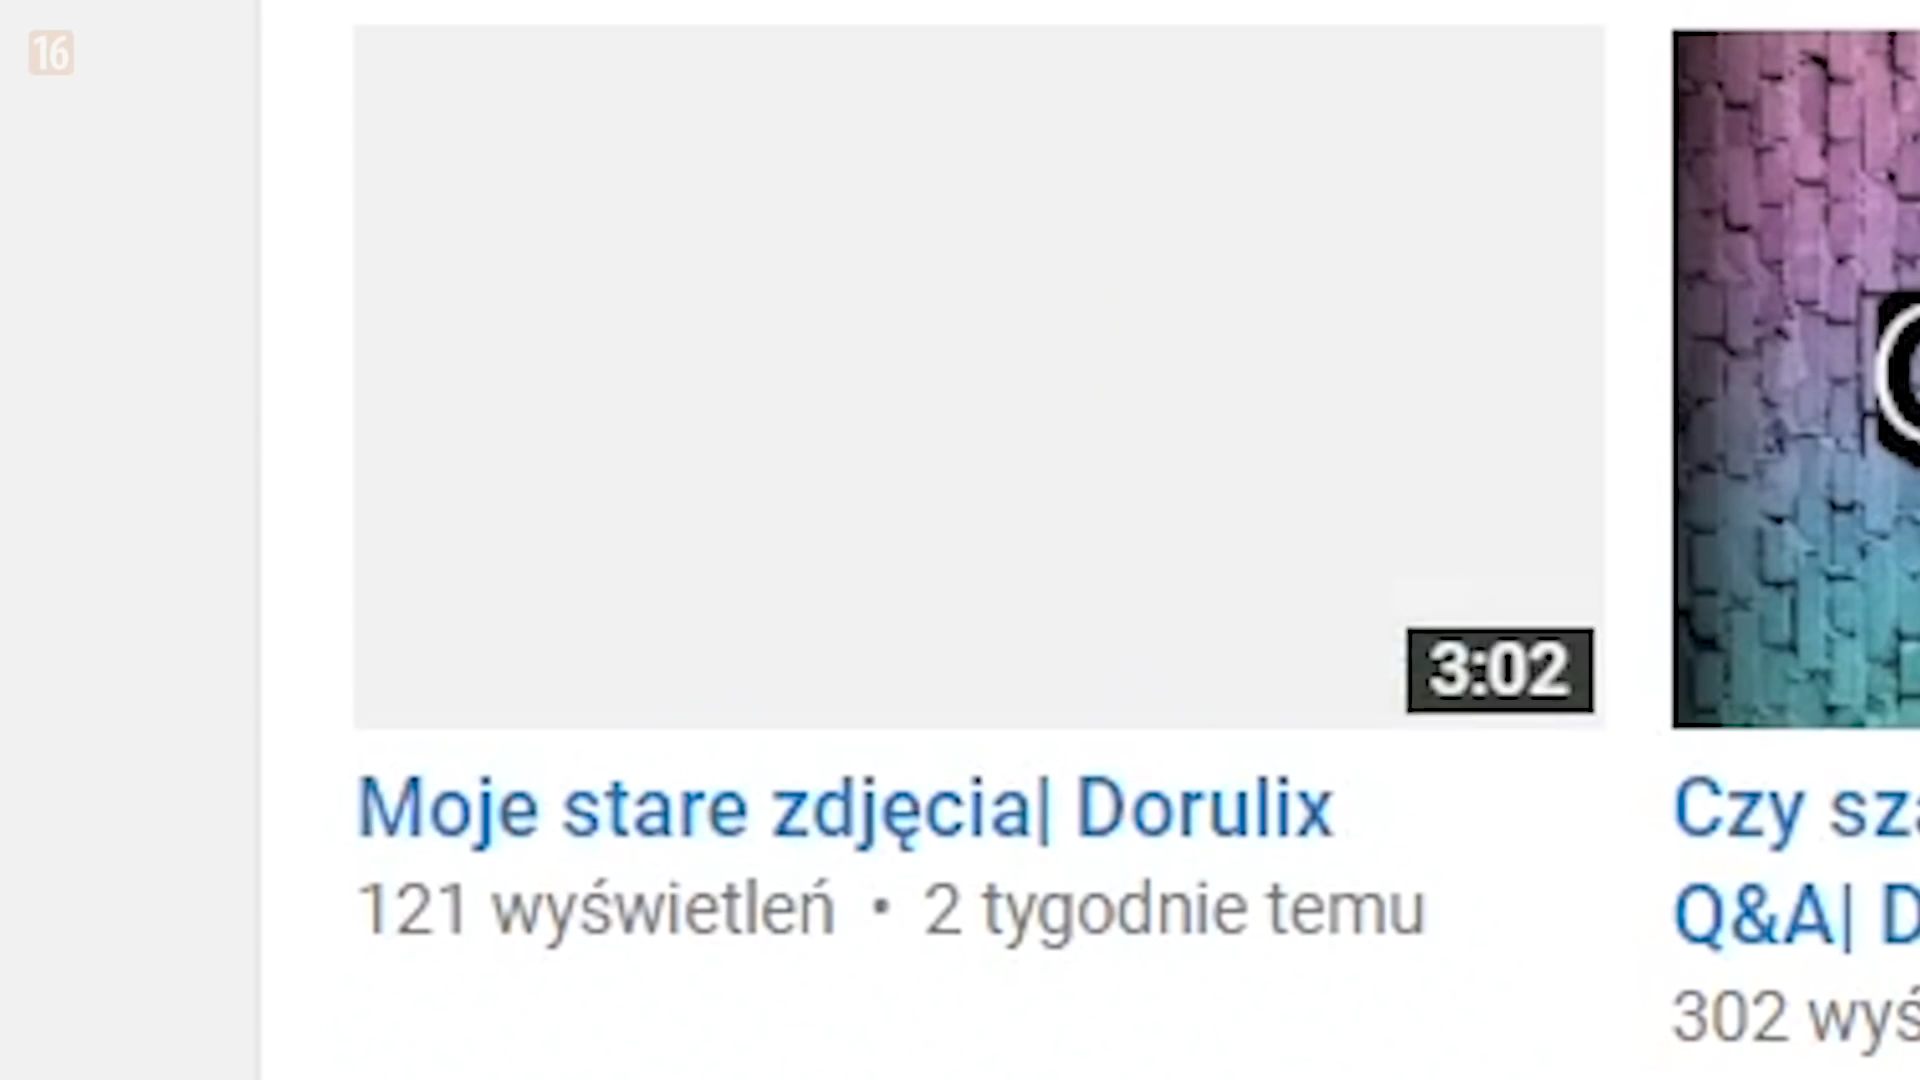 16
3:02
Moje stare zdjęcia| Dorulix
121 wyświetleń • 2 tygodnie temu
Czy
Q&A|
302